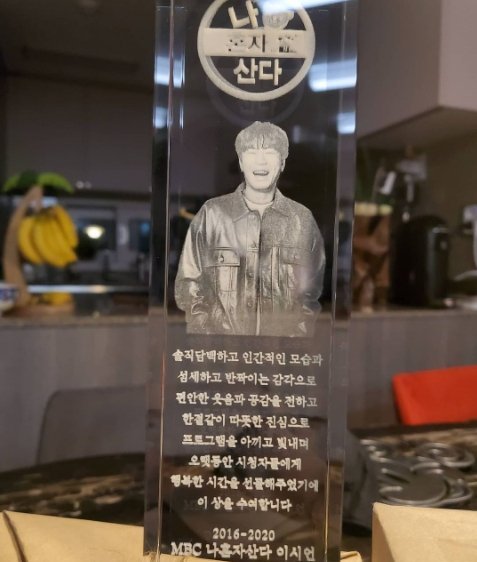 나
혼자
산다
솔직담백하고 인간적인 모습과
섬세하고 반짝이는 감각으로
편안한 웃음과 공감을 전하고
한결같이 따뜻한 진심으로
프로그램을 아끼고 빛내며
오랫동안 시청자들에게
행복한 시간을 선물해주었기에
이 상을 수여합니다
2016-2020
MBC 나혼자산다 이시언